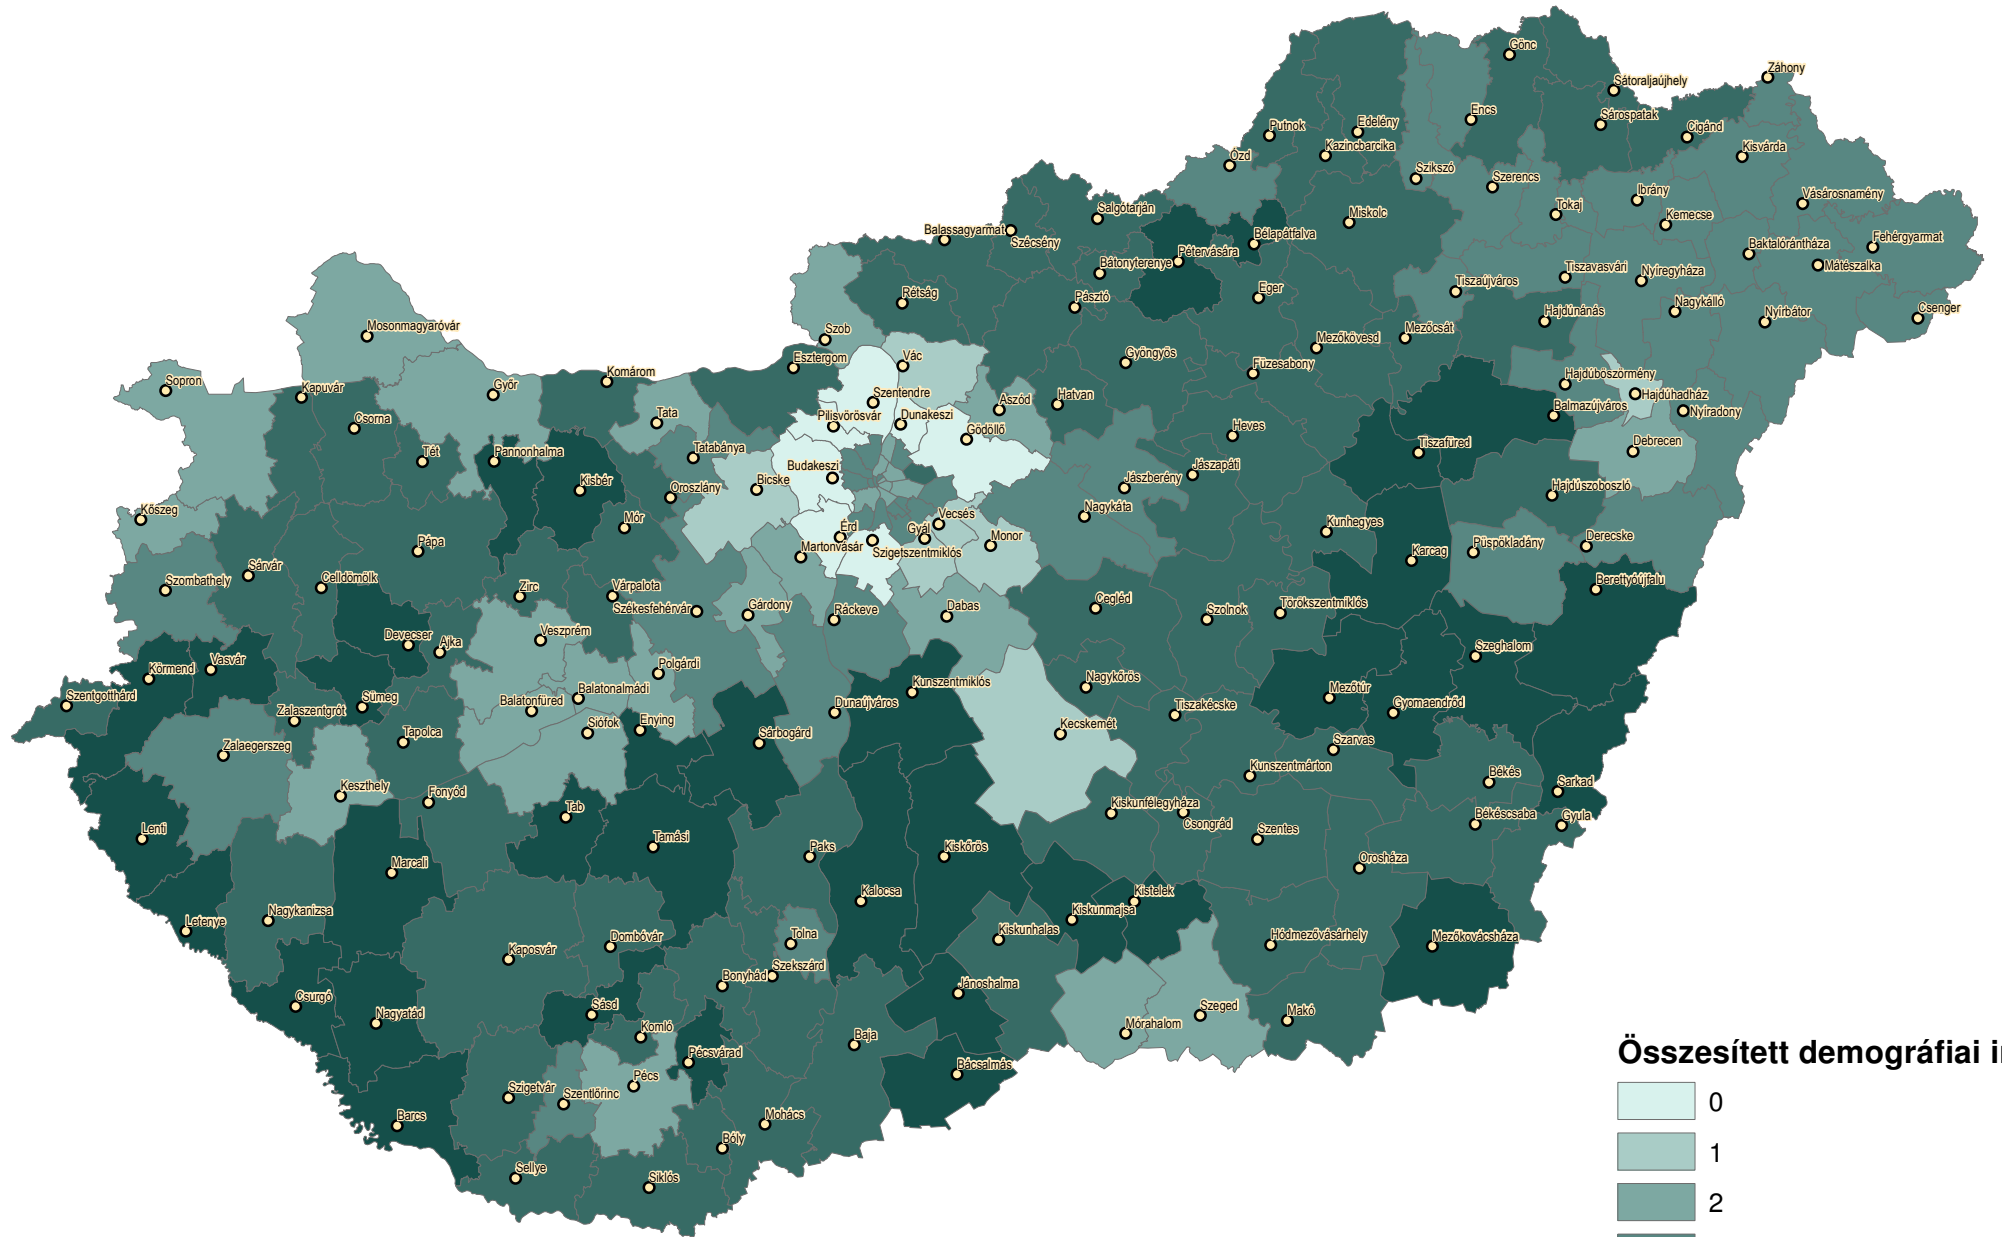 Gönc
Záhony
Sátoraljaújhely
Encs
Sárospatak
Cigánd
Putnok
Edelény
Kazincbarcika
Kisvárda
Ózd
Szikszó
Szerencs
Ibrány
Vásárosnamény
Tokaj
Kemecse
Salgótarján
Miskolc
Balassagyarmat
Szécsény
Bélapátfalva
Pétervására
Baktalórántháza
Fehérgyarmat
Mátészalka
Bátonyterenye
Tiszavasvári
Nyíregyháza
Tiszaújváros
Rétság
Pásztó
Eger
Hajdúnánás
Nagykálló
Nyírbátor
Csenger
Mosonmagyaróvár
Szob
Mezőkövesd
Mezőcsát
Esztergom
Vác
Gyöngyös
Füzesabony
Sopron
Kapuvár
Győr
Komárom
Szentendre
Aszód
Hatvan
Hajdúböszörmény
Hajdúhadház
Csorna
Tata
Pilisvörösvár
Dunakeszi
Gödöllő
Balmazújváros
Nyíradony
Heves
Tiszafüred
Debrecen
Tét
Pannonhalma
Tatabánya
Budakeszi
Kisbér
Oroszlány
Bicske
Jászberény
Jászapáti
Hajdúszoboszló
Kőszeg
Mór
Érd
Gyál
Vecsés
Nagykáta
Kunhegyes
Pápa
Martonvásár
Szigetszentmiklós
Monor
Karcag
Püspökladány
Derecske
Szombathely
Sárvár
Celldömölk
Zirc
Várpalota
Székesfehérvár
Gárdony
Ráckeve
Dabas
Cegléd
Szolnok
Törökszentmiklós
Berettyóújfalu
Devecser
Ajka
Veszprém
Szeghalom
Körmend
Vasvár
Polgárdi
Szentgotthárd
Zalaszentgrót
Sümeg
Balatonfüred
Balatonalmádi
Kunszentmiklós
Nagykőrös
Mezőtúr
Gyomaendrőd
Zalaegerszeg
Tapolca
Siófok
Enying
Sárbogárd
Dunaújváros
Kecskemét
Tiszakécske
Szarvas
Keszthely
Fonyód
Kunszentmárton
Békés
Sarkad
Lenti
Tab
Tamási
Kiskunfélegyháza
Csongrád
Szentes
Békéscsaba
Gyula
Marcali
Paks
Kiskőrös
Orosháza
Letenye
Nagykanizsa
Kalocsa
Kistelek
Kiskunmajsa
Kaposvár
Dombóvár
Tolna
Kiskunhalas
Hódmezővásárhely
Mezőkovácsháza
Csurgó
Nagyatád
Sásd
Bonyhád
Szekszárd
Jánoshalma
Szeged
Makó
Komló
Baja
Mórahalom
Pécsvárad
Bácsalmás
Szigetvár
Szentlőrinc
Pécs
Barcs
Mohács
Bóly
Sellye
Siklós
Összesített demográfiai
0
1
2